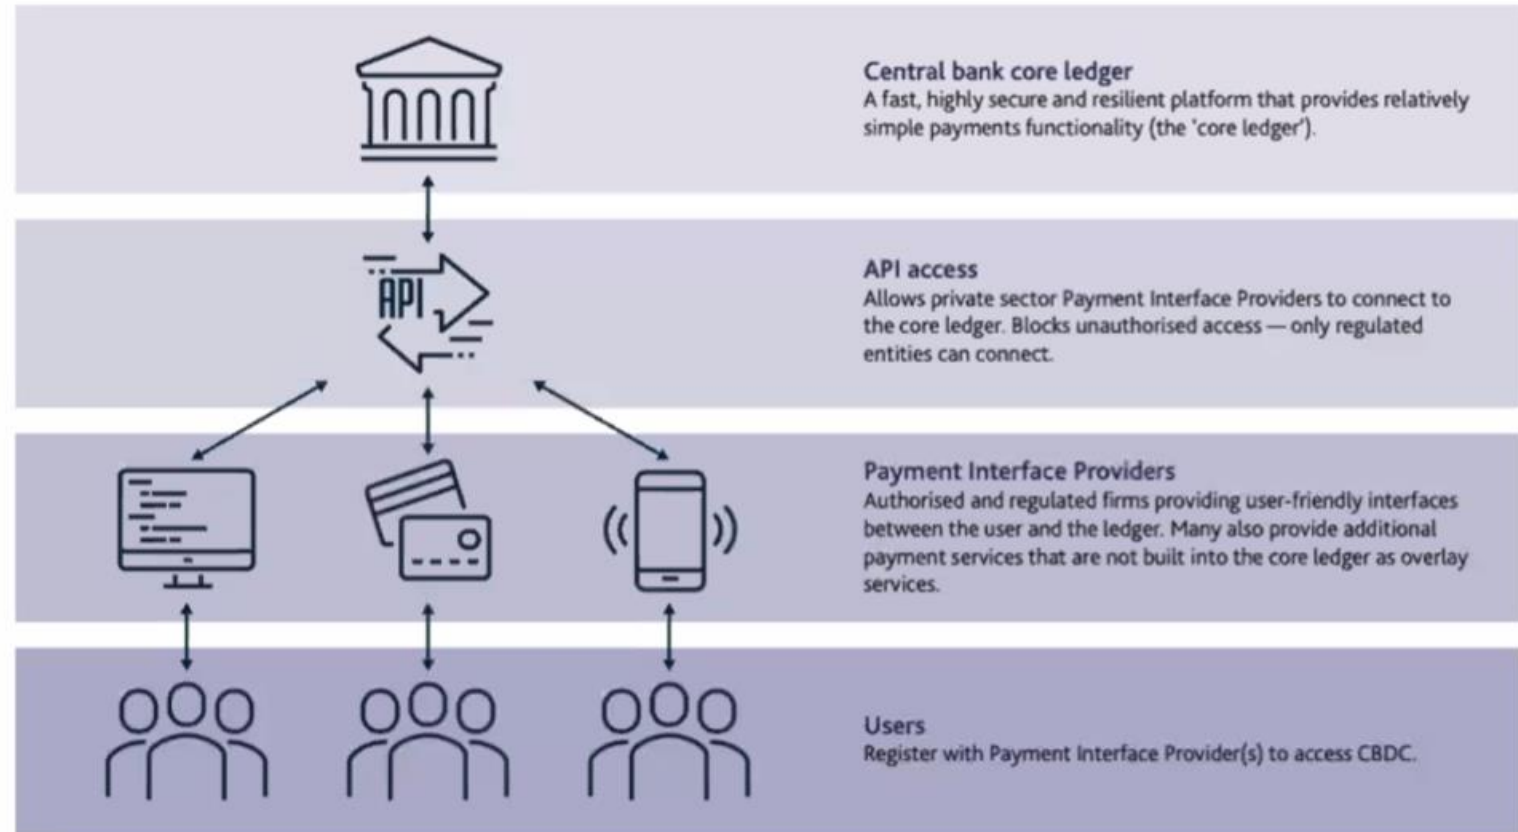 Central bank core ledger
A fast, highly secure and resilient platform that provides relatively
simple payments functionality (the 'core ledger').
API
API access
Allows private sector Payment Interface Providers to connect to
the core ledger. Blocks unauthorised access — only regulated
entities can connect.
Payment Interface Providers
Authorised and regulated firms providing user-friendly interfaces
between the user and the ledger. Many also provide additional
payment services that are not built into the core ledger as overlay
services.
Users
Register with Payment Interface Provider(s) to access CBDC.